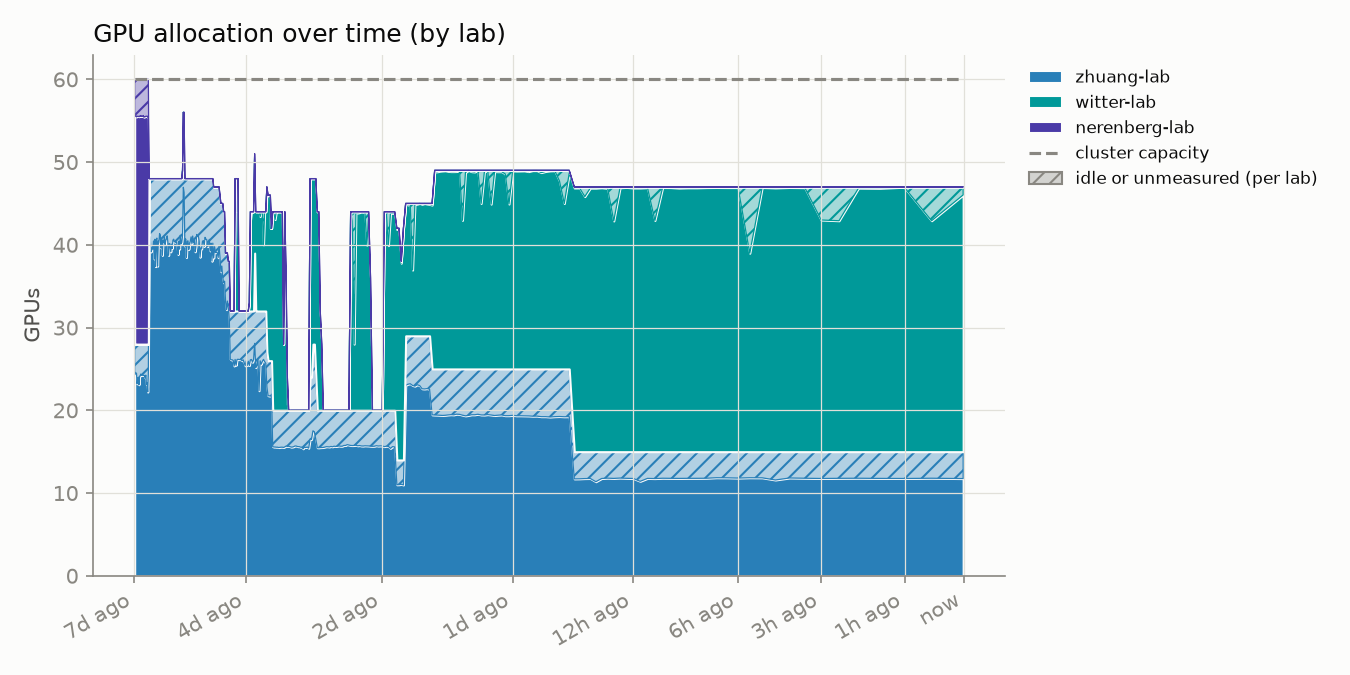 GPU allocation over time (by lab)
GPUs
60
50
40
30
20
10
0
7d ago
4d ago
2d ago
1d ago
12h ago
6h ago
3h ago
1h ago
now
zhuang-lab
witter-lab
nerenberg-lab
cluster capacity
idle or unmeasured (per lab)